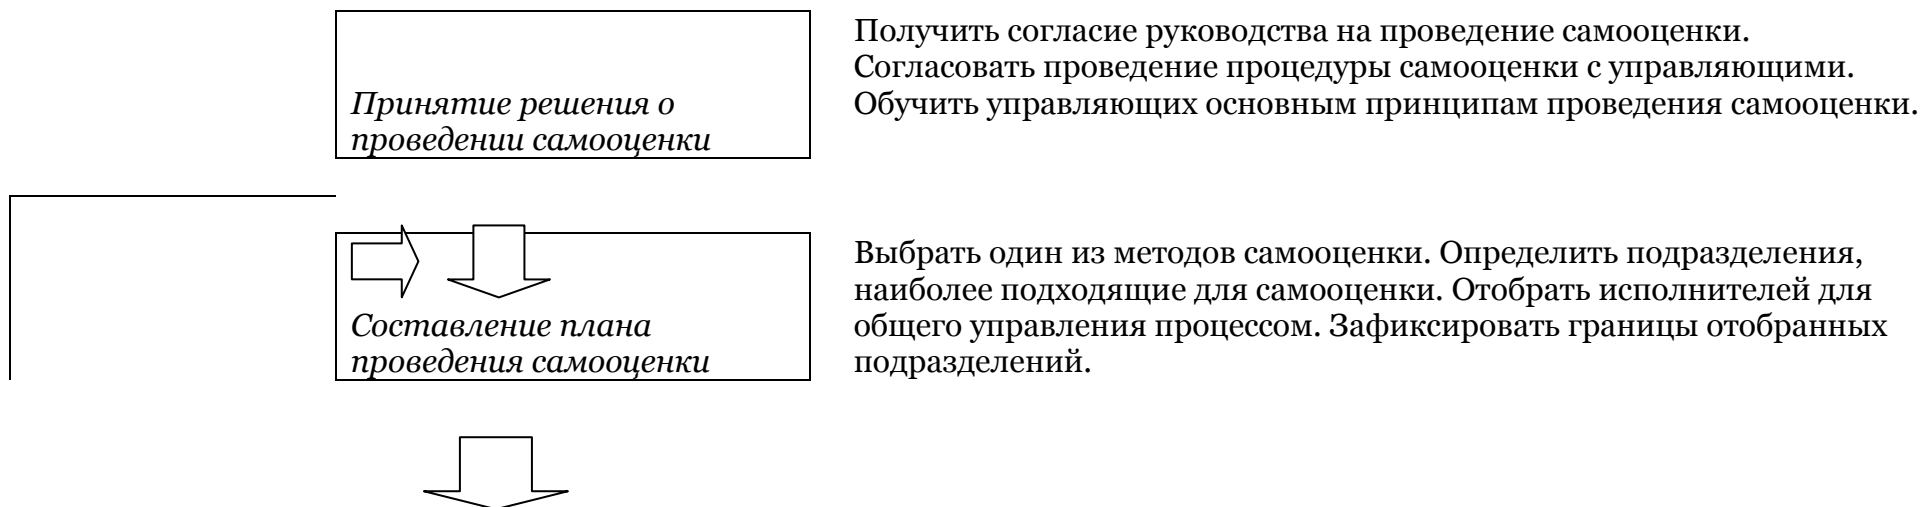 Получить согласие руководства на проведение самооценки.
Согласовать проведение процедуры самооценки с управляющими.
Обучить управляющих основным принципам проведения самооценки.
Принятие решения о
проведении самооценки
Выбрать один из методов самооценки. Определить подразделения,
наиболее подходящие для самооценки. Отобрать исполнителей для
общего управления процессом. Зафиксировать границы отобранных
подразделений.
Составление плана
проведения самооценки